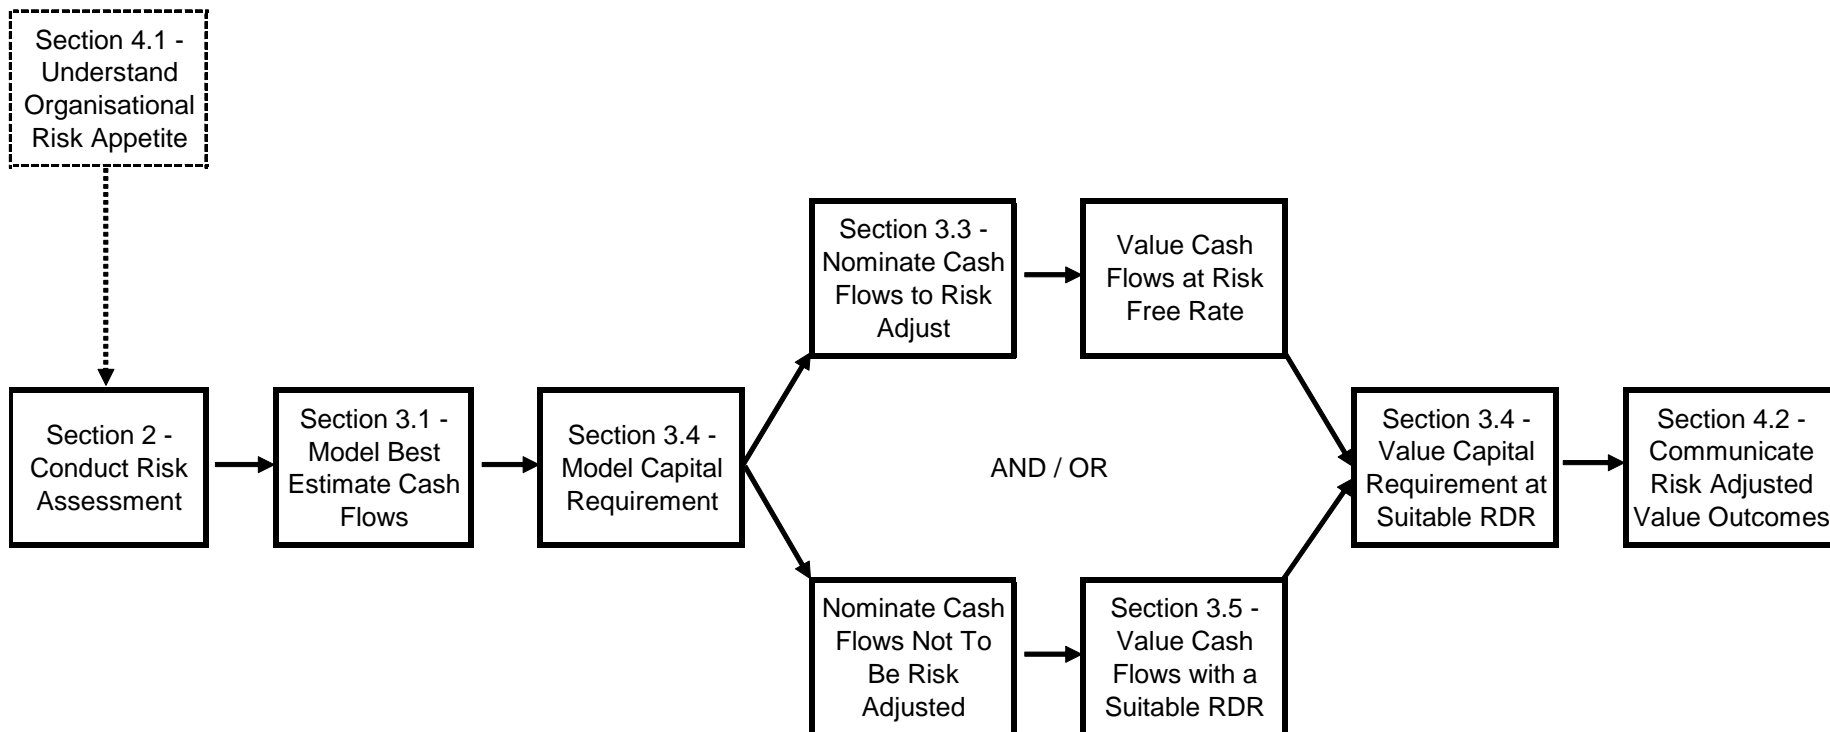 Section 4.1 -
Understand
Organisational
Risk Appetite
Section 2 -
Conduct Risk
Assessment
Section 3.1 -
Model Best
Estimate Cash
Flows
Section 3.4 -
Model Capital
Requirement
Section 3.3 -
Nominate Cash
Flows to Risk
Adjust
Value Cash
Flows at Risk
Free Rate
AND / OR
Nominate Cash
Flows Not To
Be Risk
Adjusted
Section 3.5 -
Value Cash
Flows with a
Suitable RDR
Section 3.4 -
Value Capital
Requirement at
Suitable RDR
Section 4.2 -
Communicate
Risk Adjusted
Value Outcomes